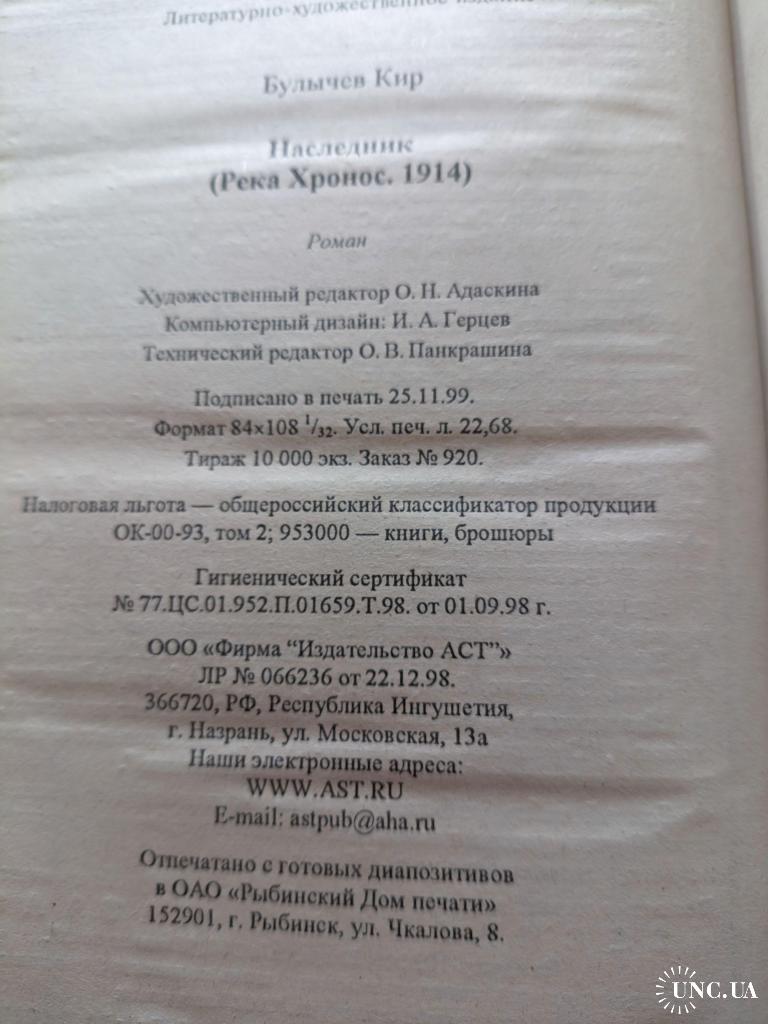 Литературно-художественное издание
Булычев Кир
Наследник
(Река Хронос. 1914)
Роман
Художественный редактор О. Н. Адаскина
Компьютерный дизайн: И. А. Герцев
Технический редактор О. В. Панкрашина
Подписано в печать 25.11.99.
Формат 84×108 1/32. Усл. печ. л. 22,68.
Тираж 10 000 экз. Заказ № 920.
Налоговая льгота — общероссийский классификатор продукции
ОК-00-93, том 2; 953000 — книги, брошюры
Гигиенический сертификат
№ 77.ЦС.01.952.П.01659.Т.98. от 01.09.98 г.
ООО «Фирма “Издательство АСТ”»
ЛР № 066236 от 22.12.98.
366720, РФ, Республика Ингушетия,
г. Назрань, ул. Московская, 13а
Наши электронные адреса:
WWW.AST.RU
E-mail: astpub@aha.ru
Отпечатано с готовых диапозитивов
в ОАО «Рыбинский Дом печати»
152901, г. Рыбинск, ул. Чкалова, 8.
UNC.UA